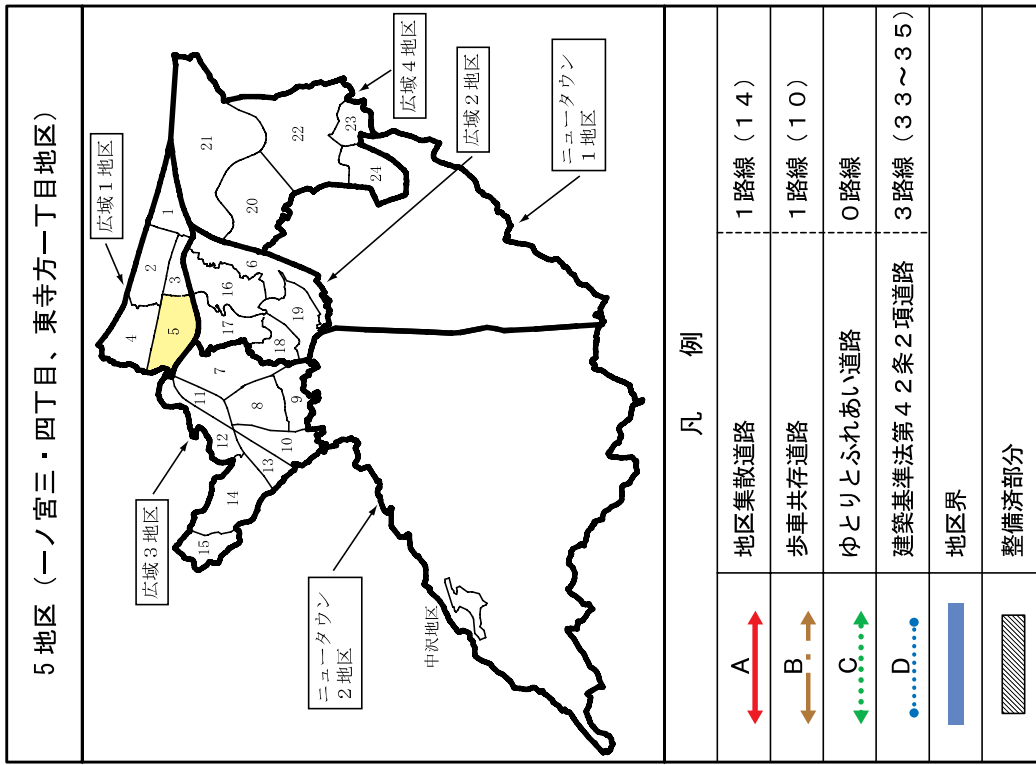 5地区（一ノ宮三・四丁目、東寺方一丁目地区）
広域1地区
広域4地区
広域2地区
ニュータウン
1地区
広域3地区
ニュータウン
2地区
中沢地区
1
2
3
4
5
6
7
8
9
10
11
12
13
14
15
16
17
18
19
20
21
22
23
24
凡　例
A 地区集散道路 1路線（14）
B 歩車共存道路 1路線（10）
C ゆとりとふれあい道路 0路線
D 建築基準法第42条2項道路 3路線（33～35）
地区界
整備済部分